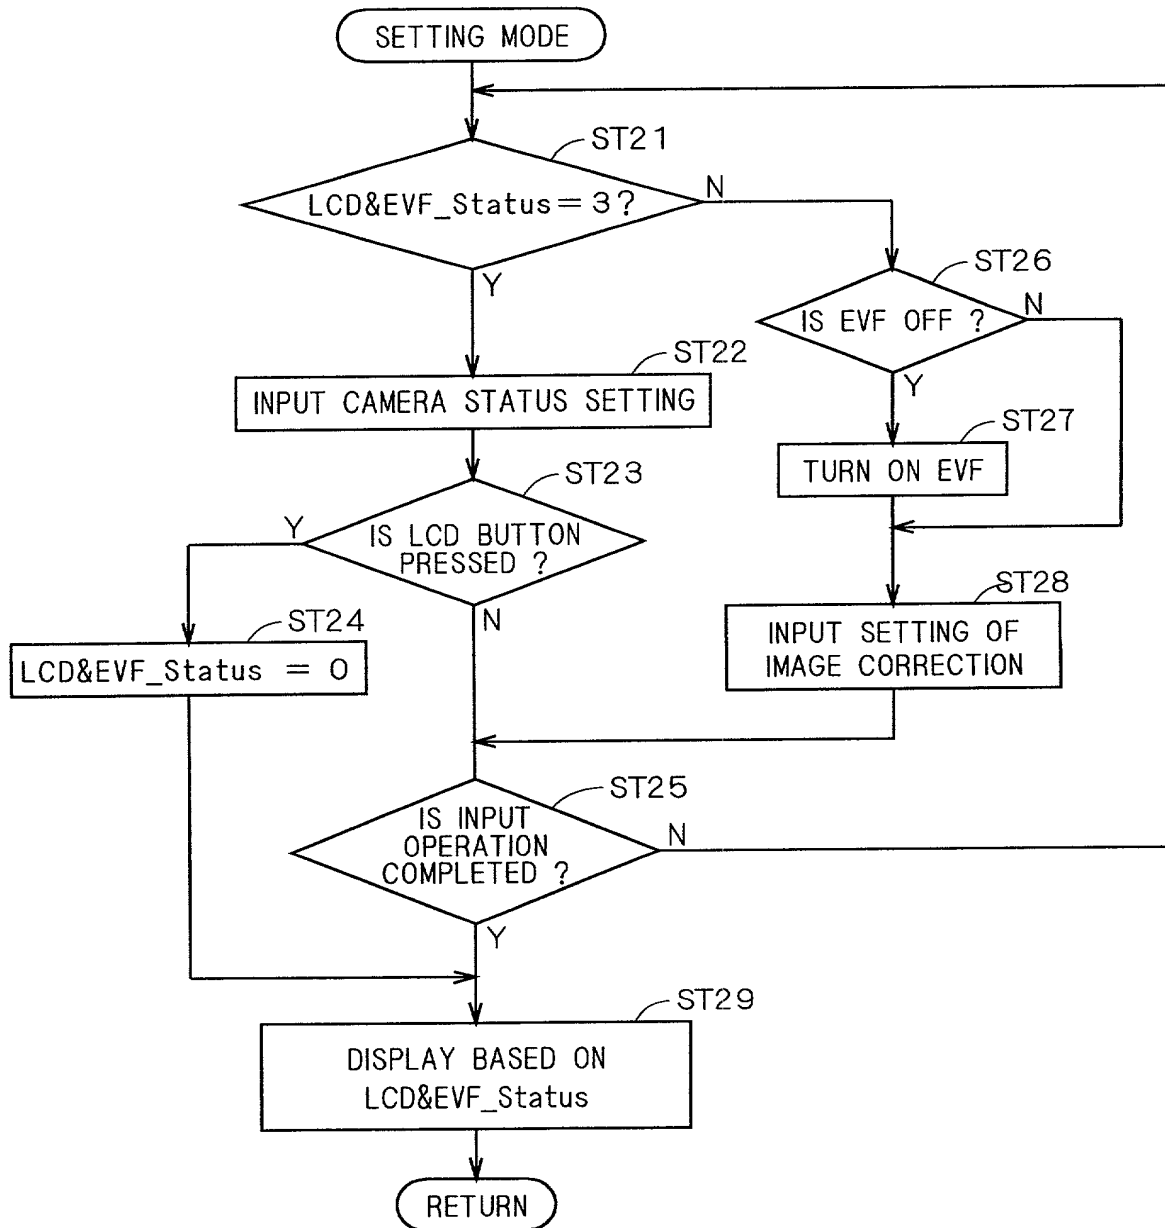 SETTING MODE
ST21
LCD&EVF_Status=3?
N
Y
ST26
IS EVF OFF ?
N
Y
ST22
INPUT CAMERA STATUS SETTING
ST27
TURN ON EVF
ST23
IS LCD BUTTON
PRESSED ?
Y
N
ST28
INPUT SETTING OF
IMAGE CORRECTION
ST24
LCD&EVF_Status = 0
ST25
IS INPUT
OPERATION
COMPLETED ?
N
Y
ST29
DISPLAY BASED ON
LCD&EVF_Status
RETURN